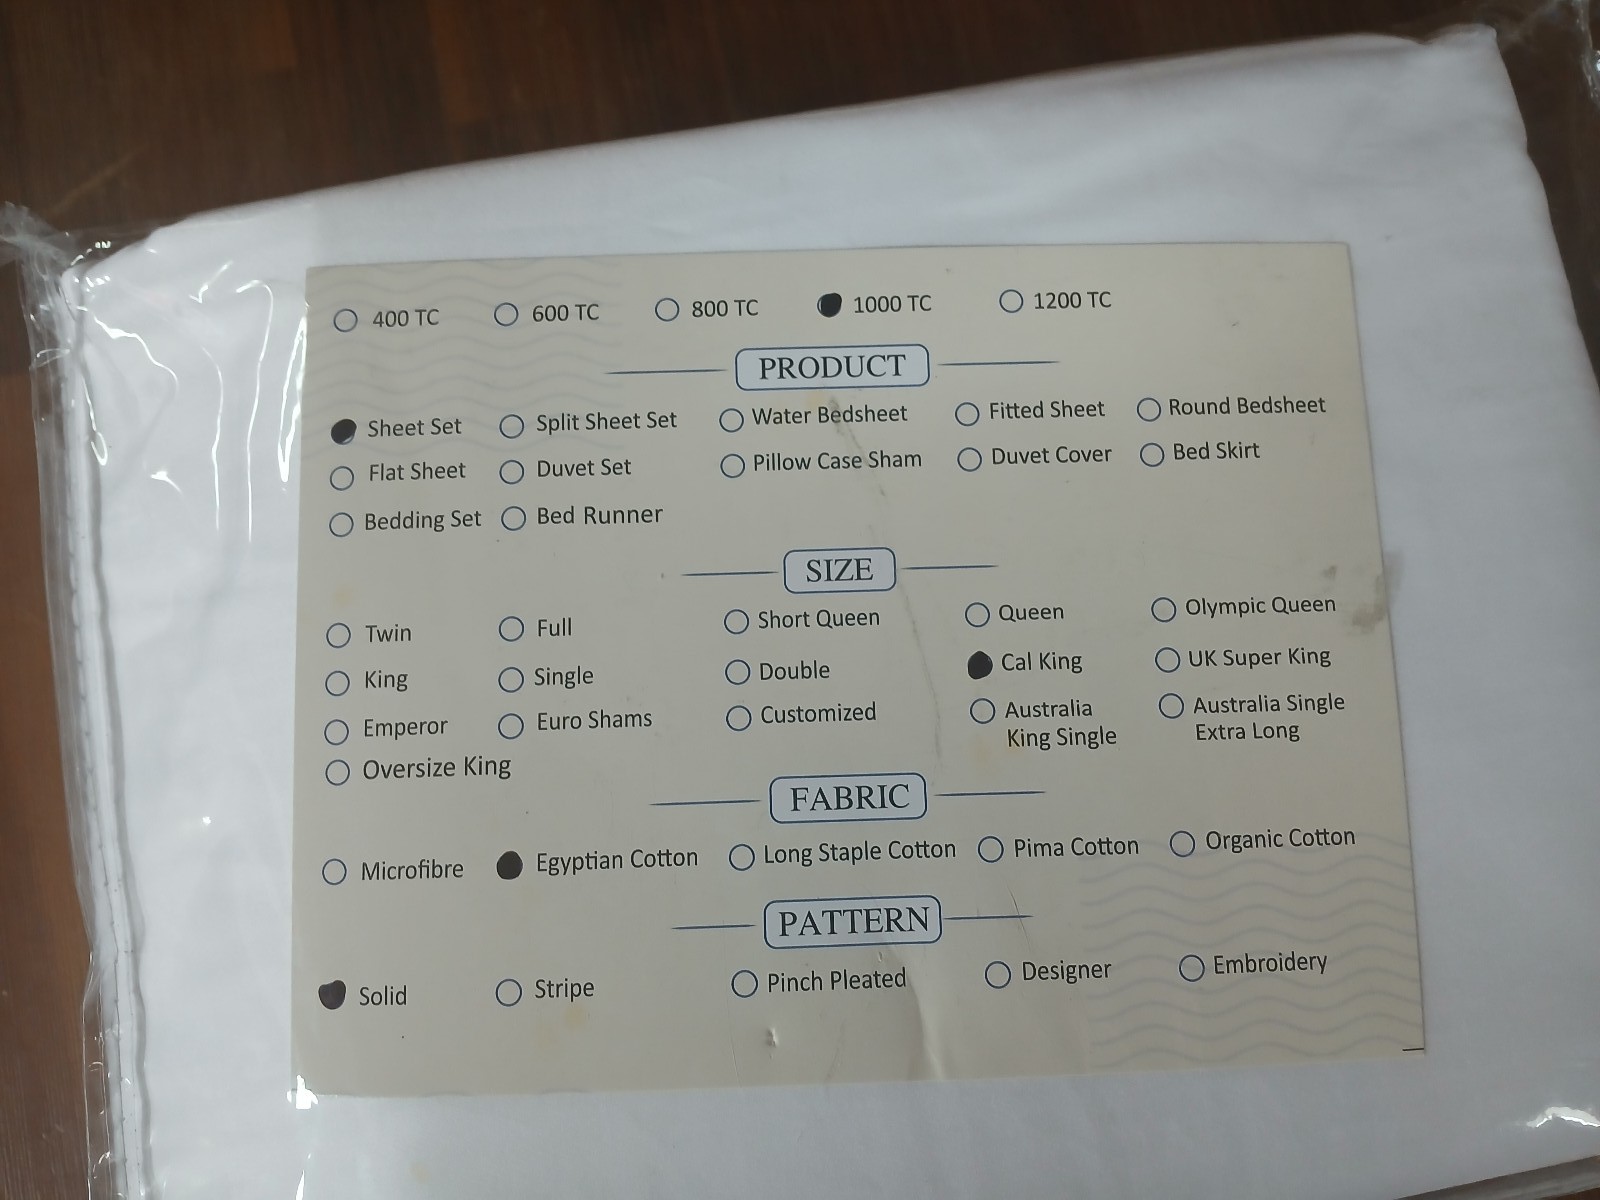 400 TC 600 TC 800 TC 1000 TC 1200 TC
PRODUCT
Sheet Set Split Sheet Set Water Bedsheet Fitted Sheet Round Bedsheet
Flat Sheet Duvet Set Pillow Case Sham Duvet Cover Bed Skirt
Bedding Set Bed Runner
SIZE
Twin Full Short Queen Queen Olympic Queen
King Single Double Cal King UK Super King
Emperor Euro Shams Customized Australia King Single Australia Single Extra Long
Oversize King
FABRIC
Microfibre Egyptian Cotton Long Staple Cotton Pima Cotton Organic Cotton
PATTERN
Solid Stripe Pinch Pleated Designer Embroidery